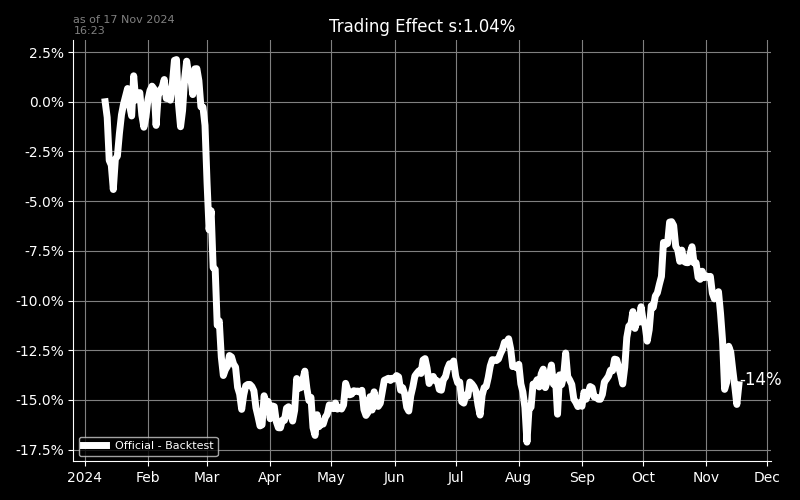 as of 17 Nov 2024
16:23
Trading Effect s:1.04%
2.5%
0.0%
-2.5%
-5.0%
-7.5%
-10.0%
-12.5%
-15.0%
-17.5%
-14%
Official - Backtest
2024 Feb Mar Apr May Jun Jul Aug Sep Oct Nov Dec